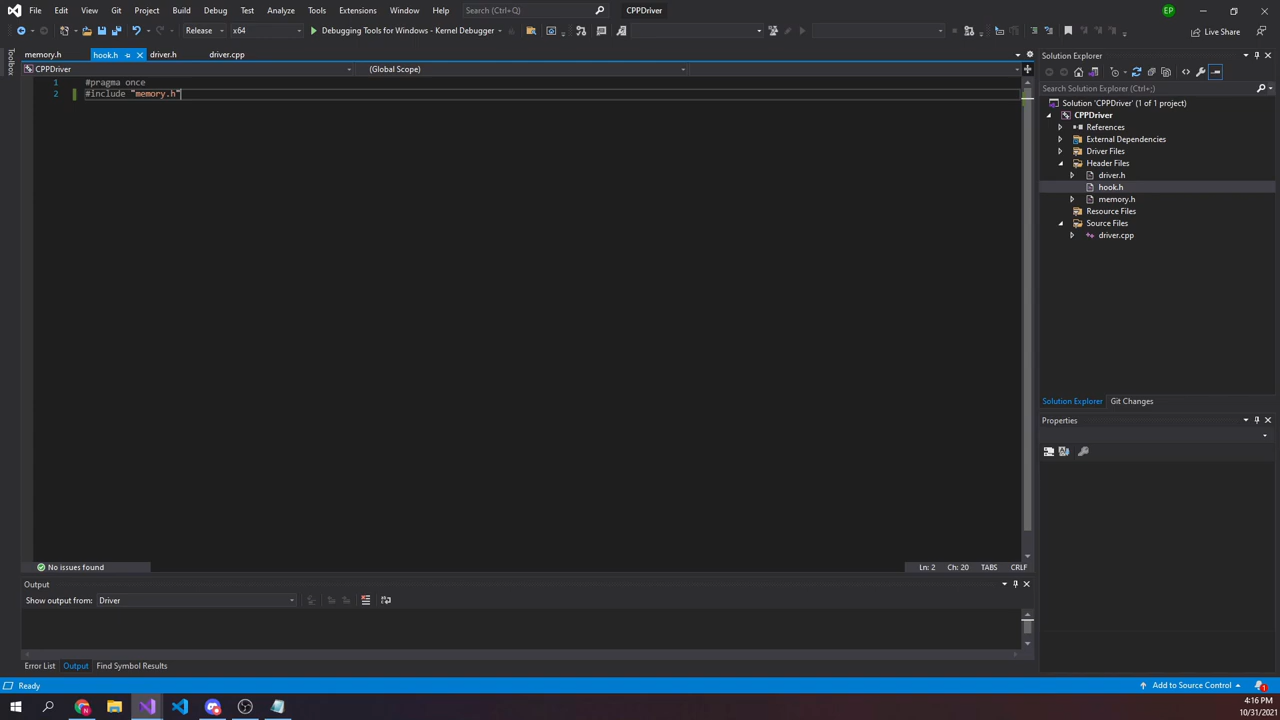 File Edit View Git Project Build Debug Test Analyze Tools Extensions Window Help Search (Ctrl+Q) CPPDriver EP
Release x64 Debugging Tools for Windows - Kernel Debugger Live Share
Toolbox
memory.h hook.h driver.h driver.cpp
CPPDriver (Global Scope)
1 #pragma once
2 #include "memory.h"
No issues found Ln: 2 Ch: 20 TABS CRLF
Output
Show output from: Driver
Error List Output Find Symbol Results
Solution Explorer
Search Solution Explorer (Ctrl+;)
Solution 'CPPDriver' (1 of 1 project)
CPPDriver
References
External Dependencies
Driver Files
Header Files
driver.h
hook.h
memory.h
Resource Files
Source Files
driver.cpp
Solution Explorer Git Changes
Properties
Ready Add to Source Control 1
4:16 PM
10/31/2021